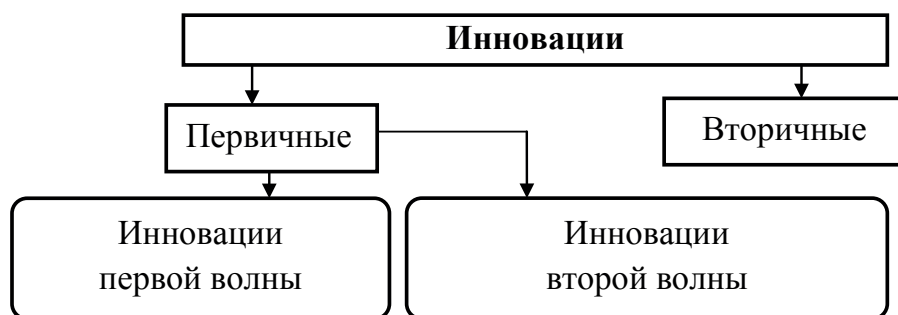 Инновации
Первичные
Вторичные
Инновации
первой волны
Инновации
второй волны